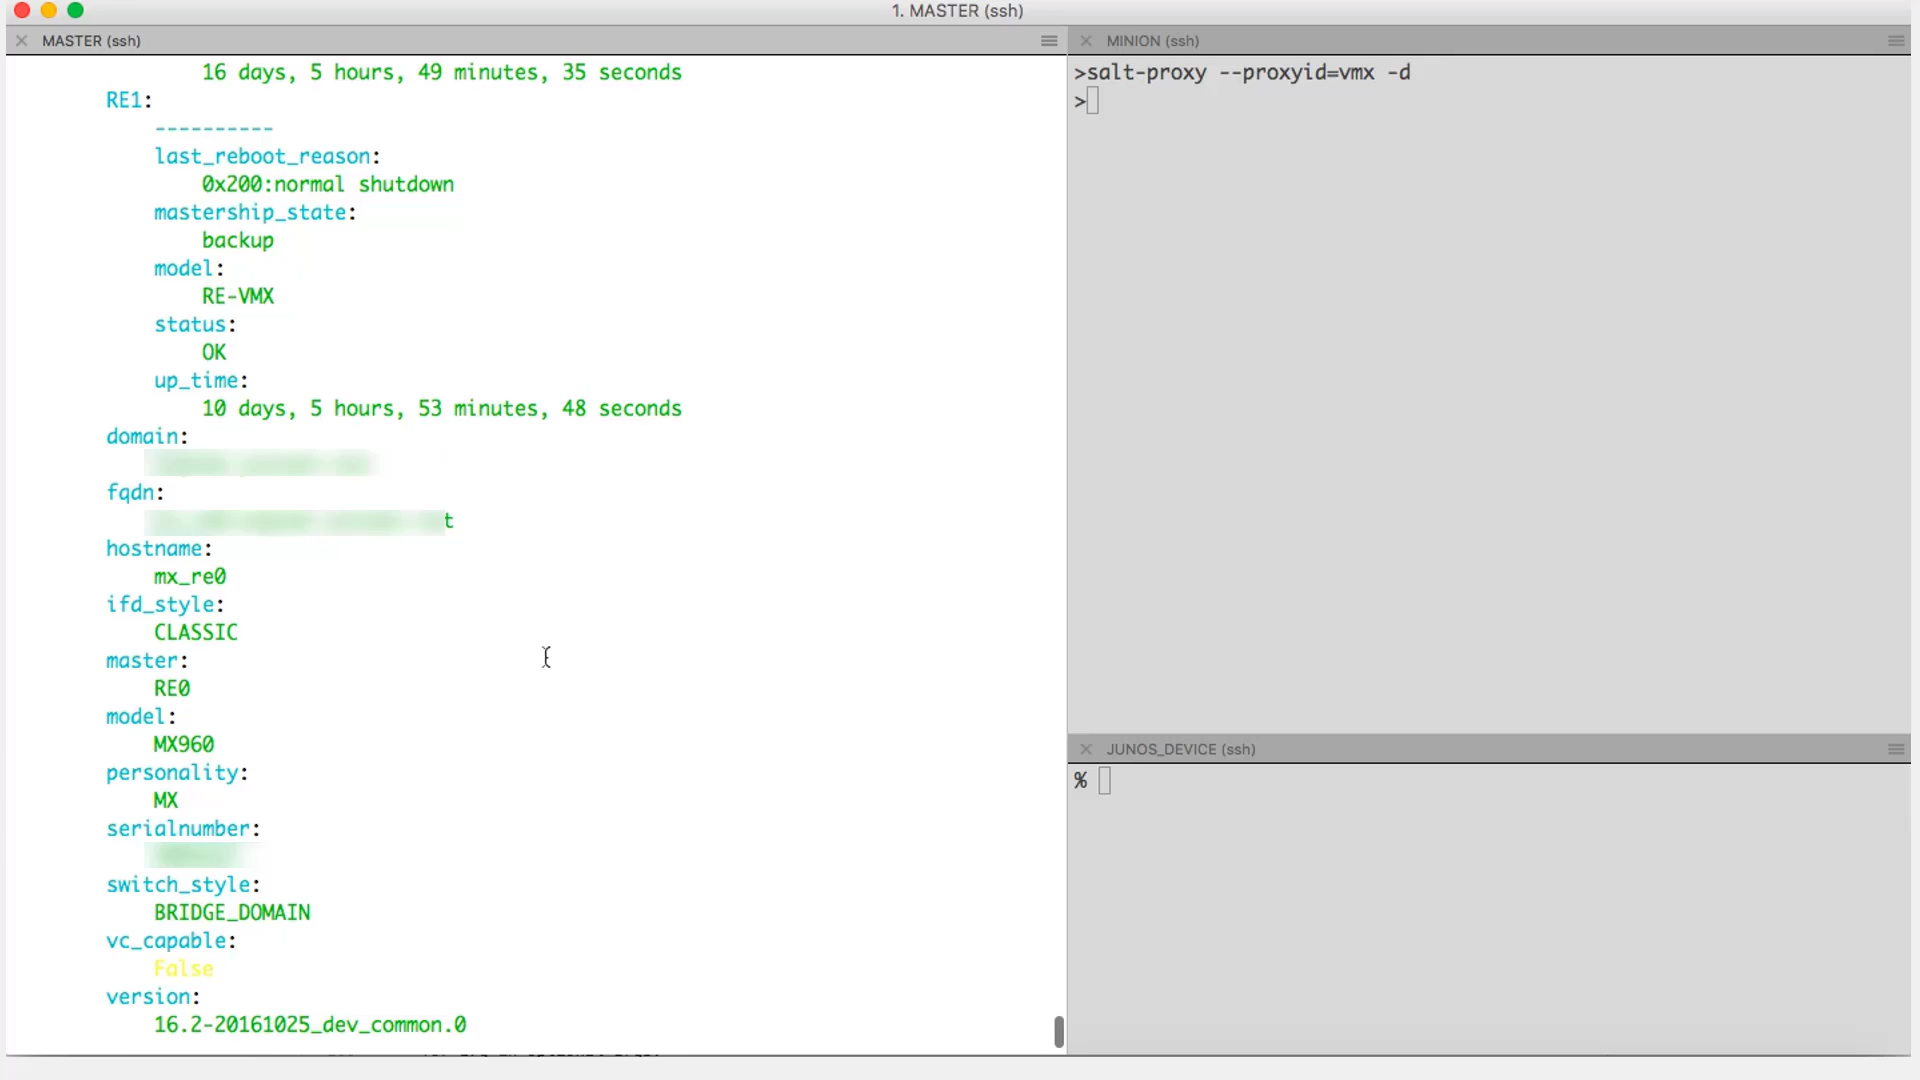 1. MASTER (ssh)
MASTER (ssh)
16 days, 5 hours, 49 minutes, 35 seconds
RE1:
----------
last_reboot_reason:
0x200:normal shutdown
mastership_state:
backup
model:
RE-VMX
status:
OK
up_time:
10 days, 5 hours, 53 minutes, 48 seconds
domain:
fqdn:
t
hostname:
mx_re0
ifd_style:
CLASSIC
master:
RE0
model:
MX960
personality:
MX
serialnumber:
switch_style:
BRIDGE_DOMAIN
vc_capable:
False
version:
16.2-20161025_dev_common.0
MINION (ssh)
>salt-proxy --proxyid=vmx -d
>
JUNOS_DEVICE (ssh)
%